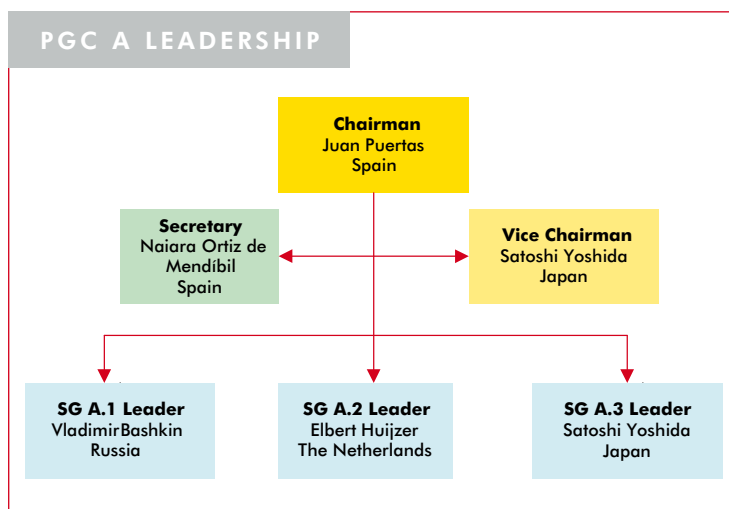 PGC A LEADERSHIP
Chairman
Juan Puertas
Spain
Secretary
Naiara Ortiz de
Mendíbil
Spain
Vice Chairman
Satoshi Yoshida
Japan
SG A.1 Leader
VladimirBashkin
Russia
SG A.2 Leader
Elbert Huijzer
The Netherlands
SG A.3 Leader
Satoshi Yoshida
Japan